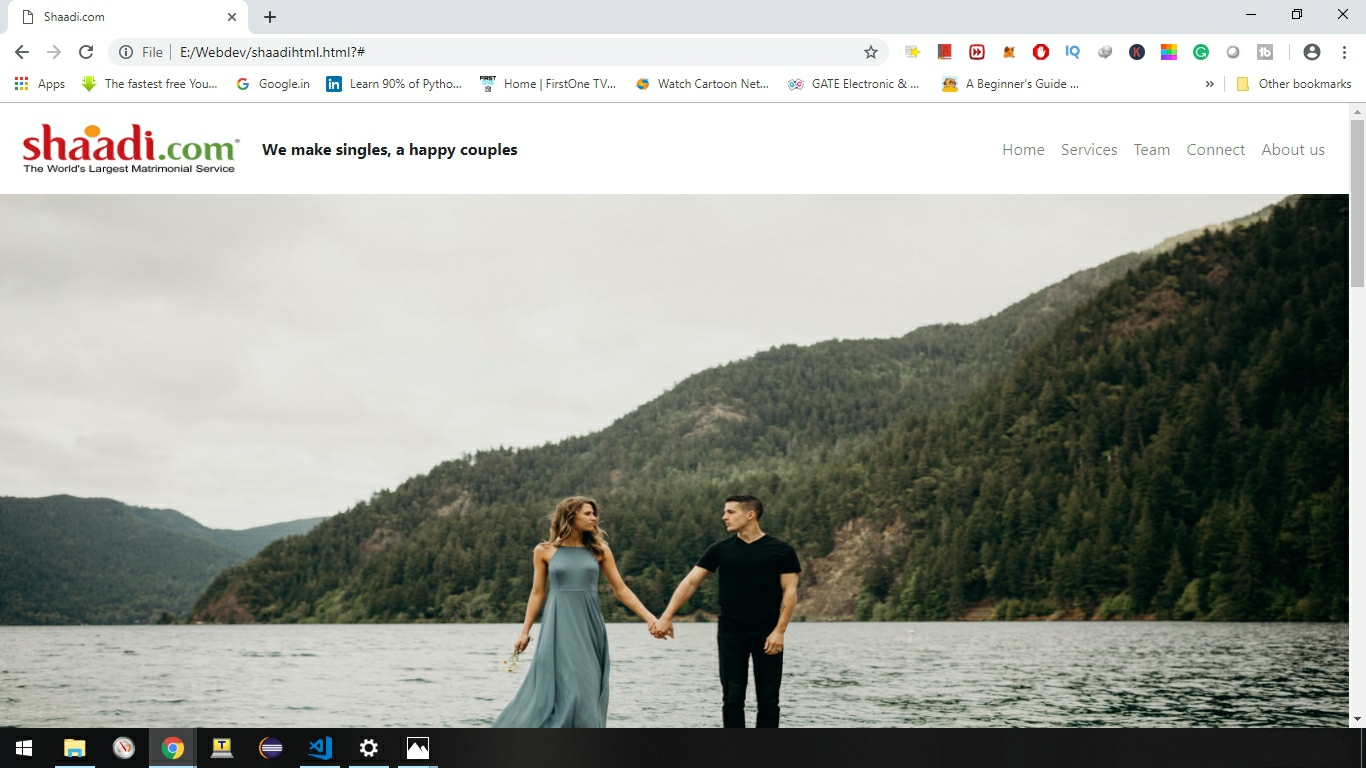 Shaadi.com
File
E:/Webdev/shaadihtml.html?#
Apps
The fastest free You...
Google.in
Learn 90% of Pytho...
Home | FirstOne TV...
Watch Cartoon Net...
GATE Electronic & ...
A Beginner's Guide ...
»
Other bookmarks
shaadi.com
The World's Largest Matrimonial Service
We make singles, a happy couples
Home
Services
Team
Connect
About us